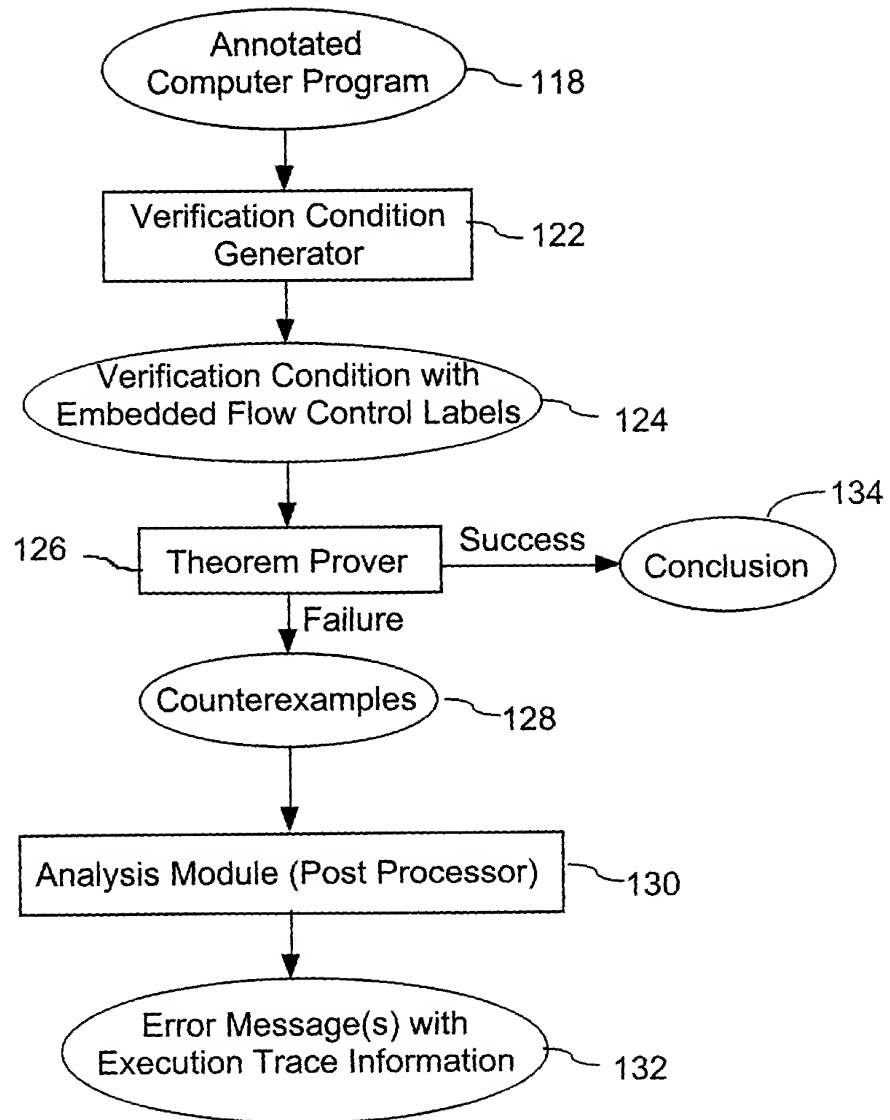 Annotated
Computer Program
118
Verification Condition
Generator
122
Verification Condition with
Embedded Flow Control Labels
124
134
126
Theorem Prover
Success
Conclusion
Failure
Counterexamples
128
Analysis Module (Post Processor)
130
Error Message(s) with
Execution Trace Information
132